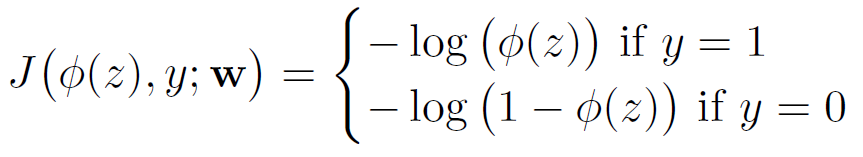 J(ϕ(z), y; w) = { − log (ϕ(z)) if y = 1
− log (1 − ϕ(z)) if y = 0